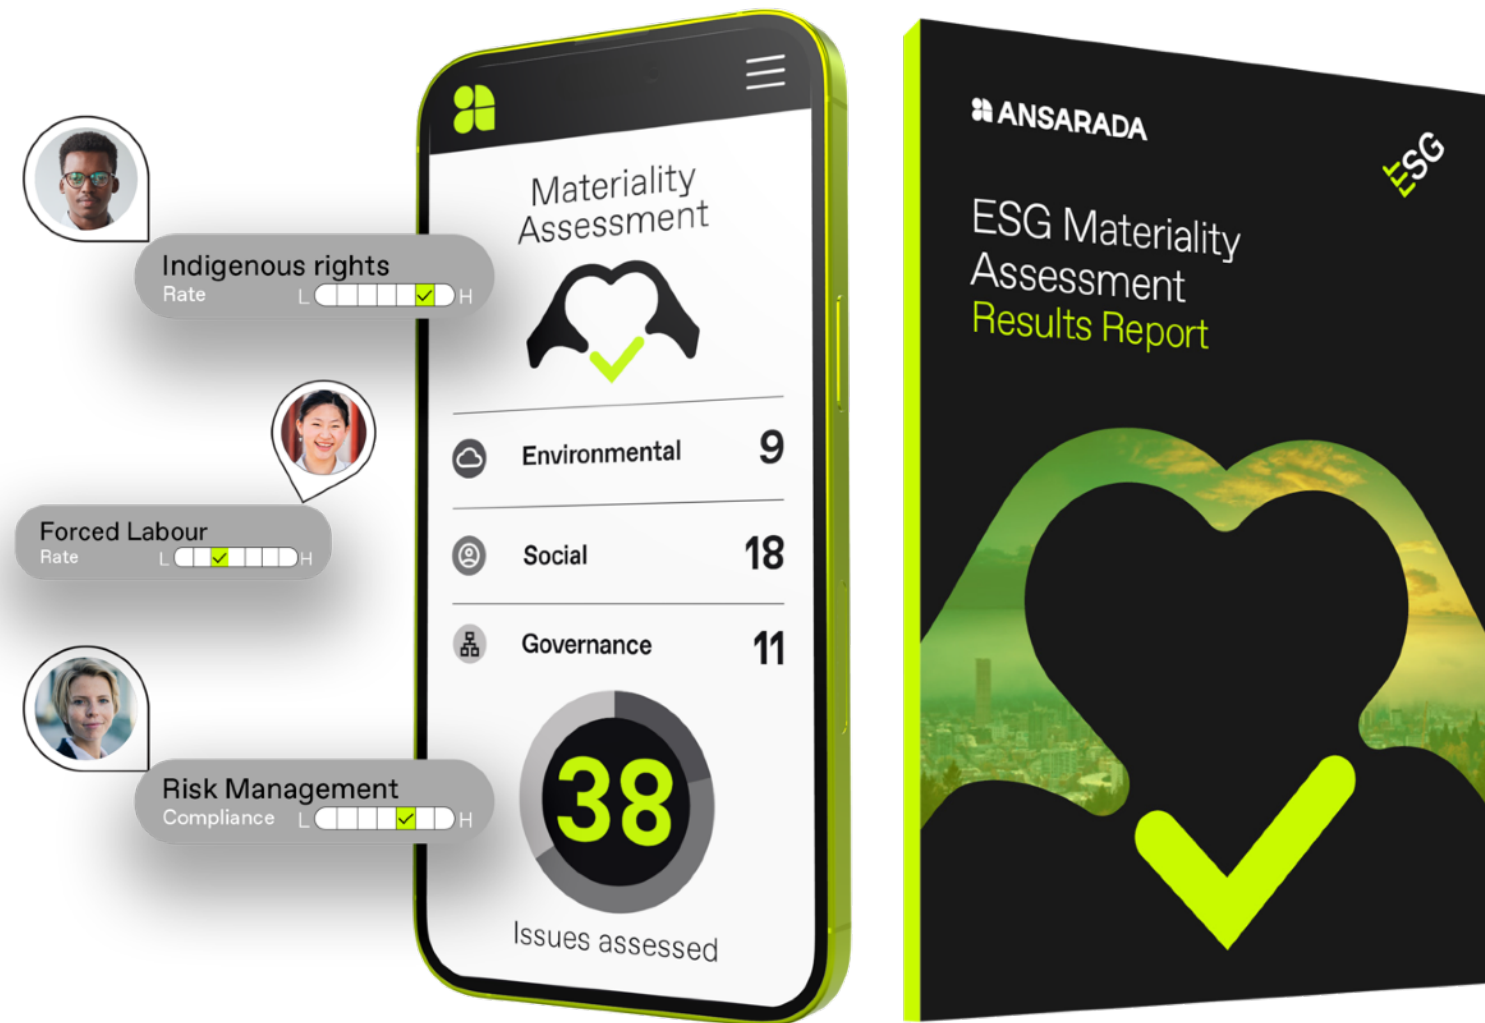 Indigenous rights
Rate L H
Forced Labour
Rate L H
Risk Management
Compliance L H
Materiality
Assessment
Environmental 9
Social 18
Governance 11
38
Issues assessed
ANSARADA
ESG
ESG Materiality
Assessment
Results Report